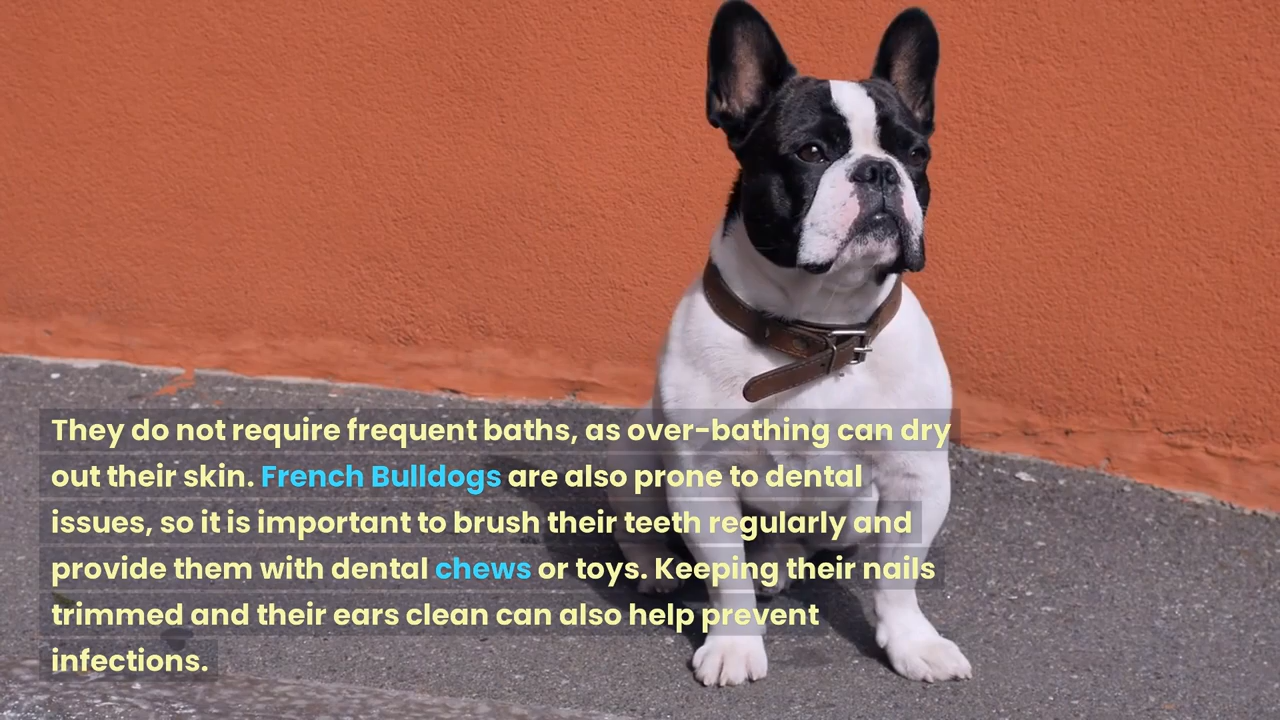 They do not require frequent baths, as over-bathing can dry
out their skin. French Bulldogs are also prone to dental
issues, so it is important to brush their teeth regularly and
provide them with dental chews or toys. Keeping their nails
trimmed and their ears clean can also help prevent
infections.